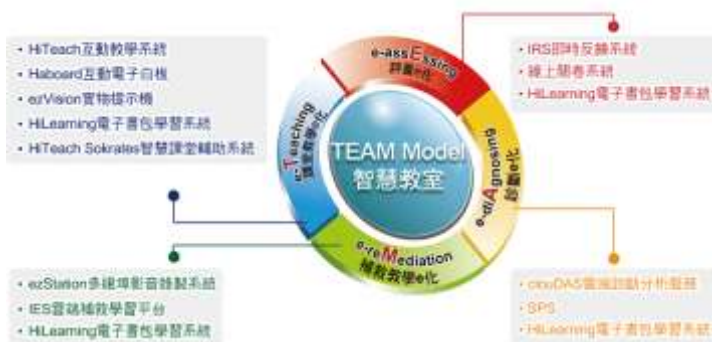 HiTeach互動教學系統
Haboard互動電子白板
ezVision實物提示機
HiLearning電子書包學習系統
HiTeach Sokrates智慧課堂輔助系統
e-assEssing
評量e化
IRS即時反饋系統
線上閱卷系統
HiLearning電子書包學習系統
e-Teaching
課堂教學e化
TEAM Model
智慧教室
e-diAgnosing
診斷e化
e-reMediation
補救教學e化
ezStation多軌埠影音錄製系統
IES雲端補救學習平台
HiLearning電子書包學習系統
clouDAS雲端診斷分析服務
SPS
HiLearning電子書包學習系統